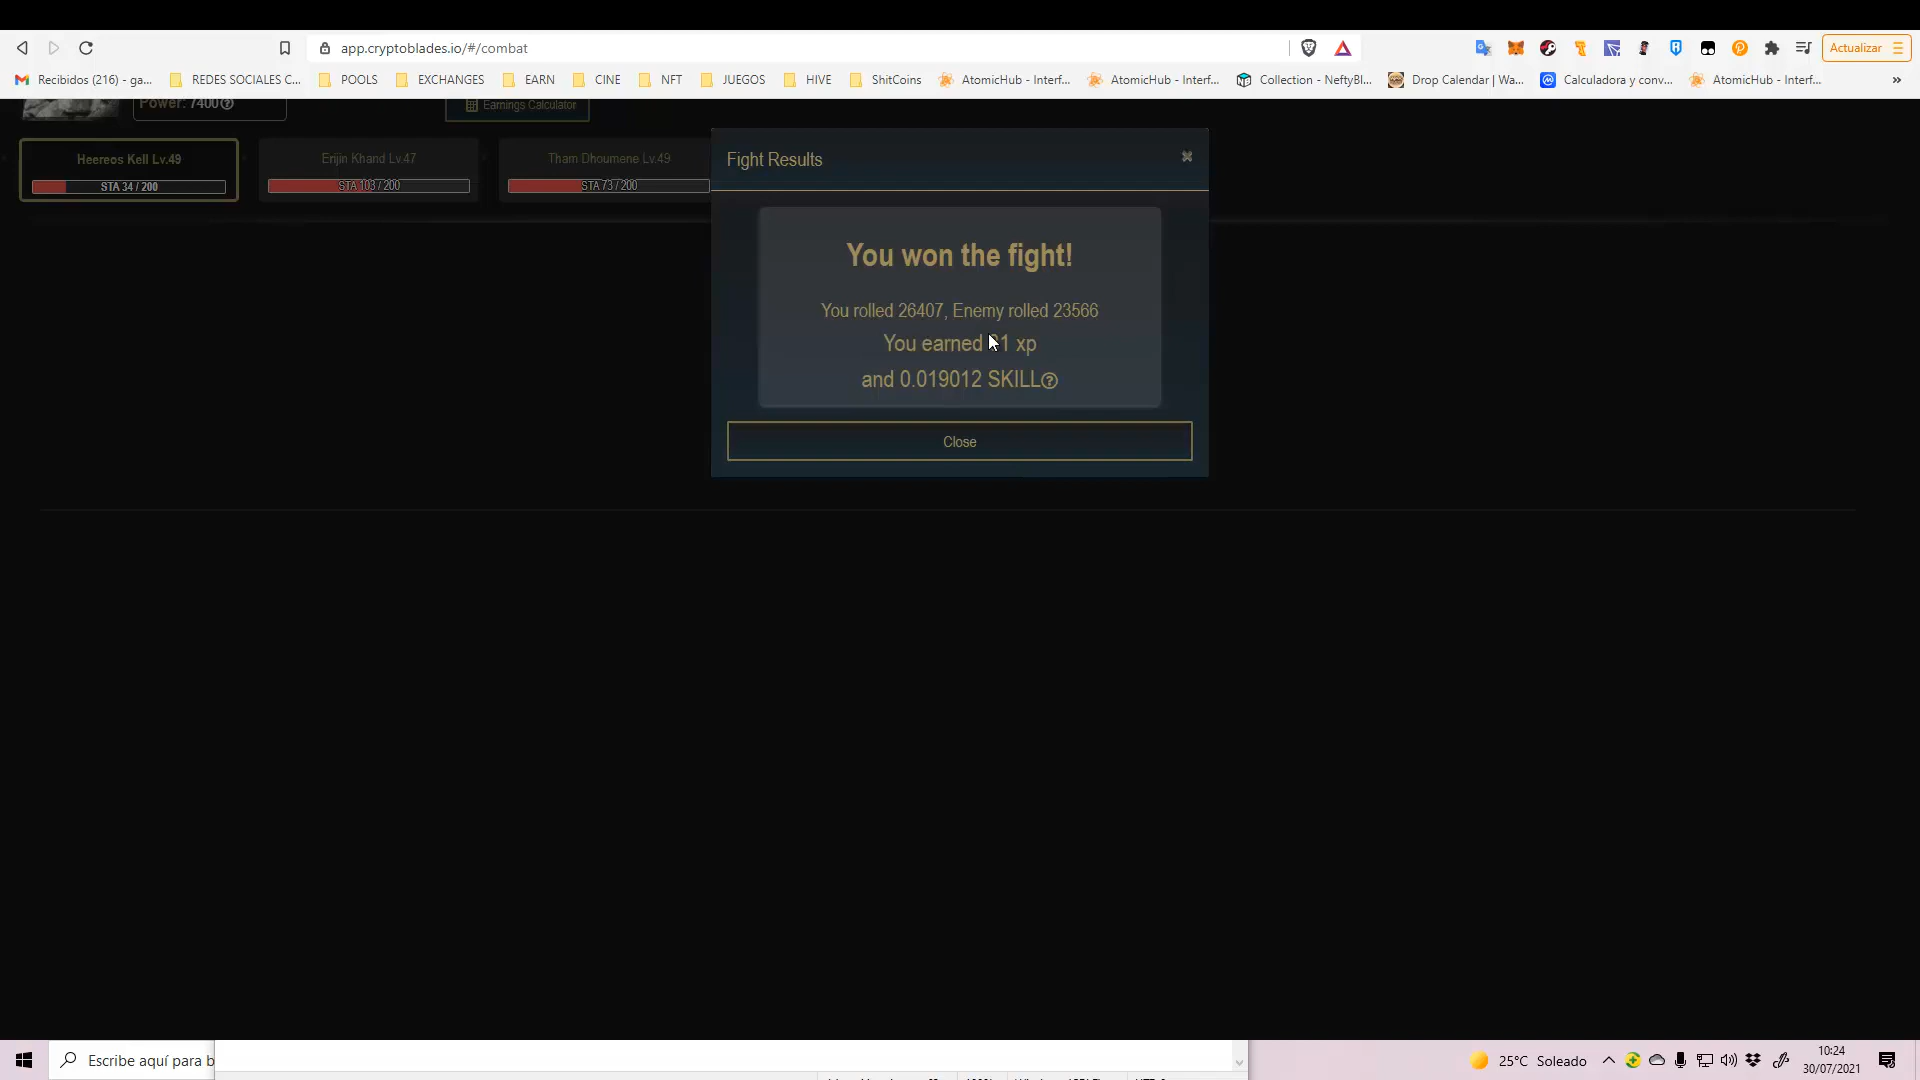 app.cryptoblades.io/#/combat
Actualizar
Recibidos (216) - ga...
REDES SOCIALES C...
POOLS
EXCHANGES
EARN
CINE
NFT
JUEGOS
HIVE
ShitCoins
AtomicHub - Interf...
AtomicHub - Interf...
Collection - NeftyBl...
Drop Calendar | Wa...
Calculadora y conv...
AtomicHub - Interf...
»
Power: 7400
Earnings Calculator
Heereos Kell Lv.49
STA 34 / 200
Erijin Khand Lv.47
STA 103 / 200
Tham Dhoumene Lv.49
STA 73 / 200
Fight Results
You won the fight!
You rolled 26407, Enemy rolled 23566
You earned xp
and 0.019012 SKILL
Close
Escribe aquí para b
25°C Soleado
10:24
30/07/2021